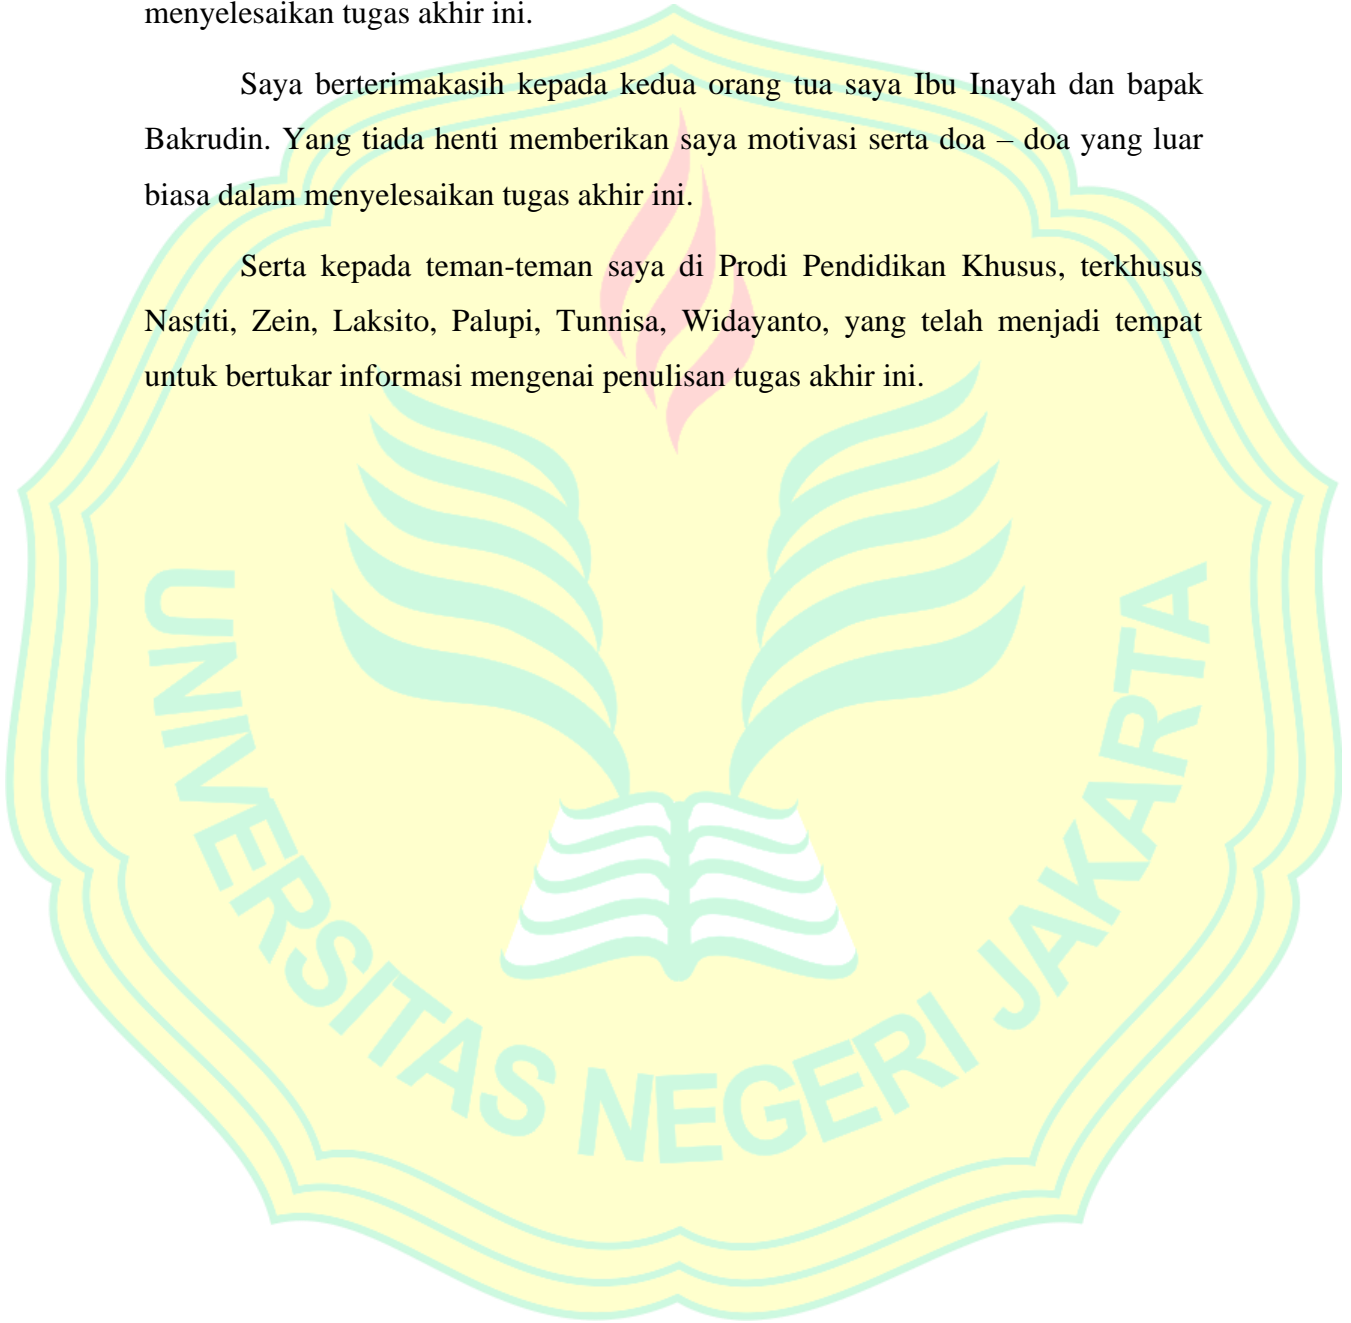 menyelesaikan tugas akhir ini.
Saya berterimakasih kepada kedua orang tua saya Ibu Inayah dan bapak
Bakrudin. Yang tiada henti memberikan saya motivasi serta doa – doa yang luar
biasa dalam menyelesaikan tugas akhir ini.
Serta kepada teman-teman saya di Prodi Pendidikan Khusus, terkhusus
Nastiti, Zein, Laksito, Palupi, Tunnisa, Widayanto, yang telah menjadi tempat
untuk bertukar informasi mengenai penulisan tugas akhir ini.
UNIVERSITAS NEGERI JAKARTA